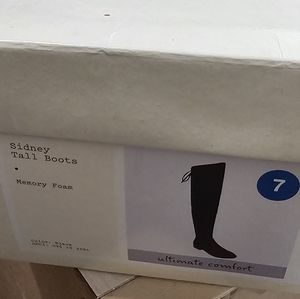 Sidney
Tall Boots
•
Memory Foam
7
ultimate comfort